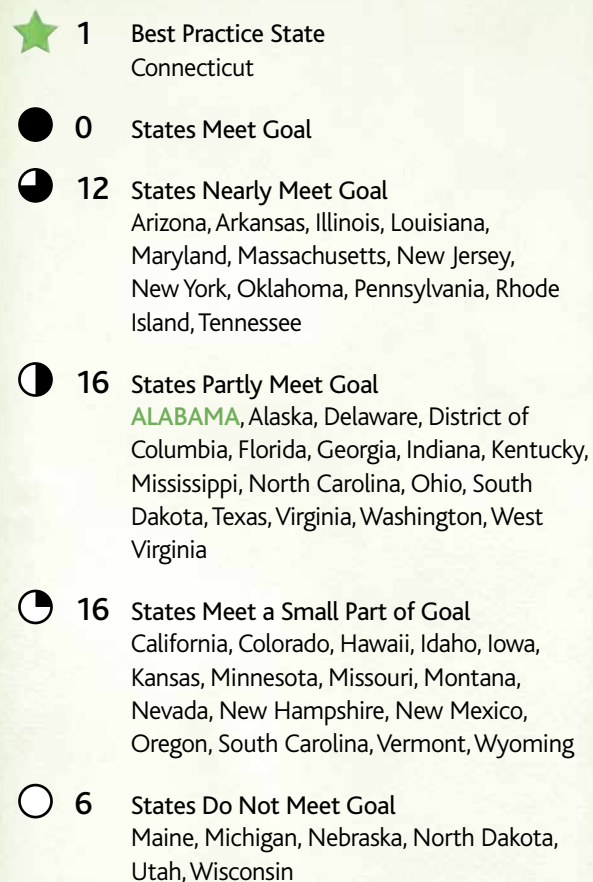 1 Best Practice State
Connecticut
0 States Meet Goal
12 States Nearly Meet Goal
Arizona, Arkansas, Illinois, Louisiana,
Maryland, Massachusetts, New Jersey,
New York, Oklahoma, Pennsylvania, Rhode
Island, Tennessee
16 States Partly Meet Goal
ALABAMA, Alaska, Delaware, District of
Columbia, Florida, Georgia, Indiana, Kentucky,
Mississippi, North Carolina, Ohio, South
Dakota, Texas, Virginia, Washington, West
Virginia
16 States Meet a Small Part of Goal
California, Colorado, Hawaii, Idaho, Iowa,
Kansas, Minnesota, Missouri, Montana,
Nevada, New Hampshire, New Mexico,
Oregon, South Carolina, Vermont, Wyoming
6 States Do Not Meet Goal
Maine, Michigan, Nebraska, North Dakota,
Utah, Wisconsin